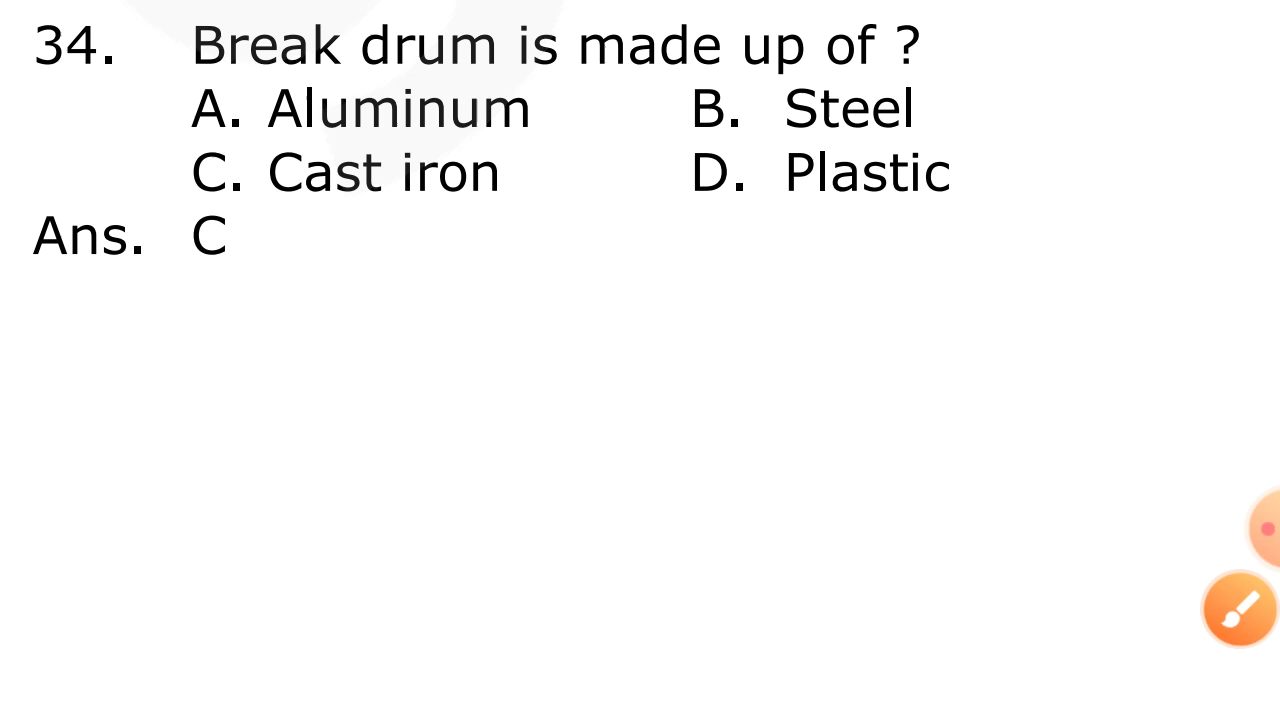 34. Break drum is made up of ?
A. Aluminum B. Steel
C. Cast iron D. Plastic
Ans. C